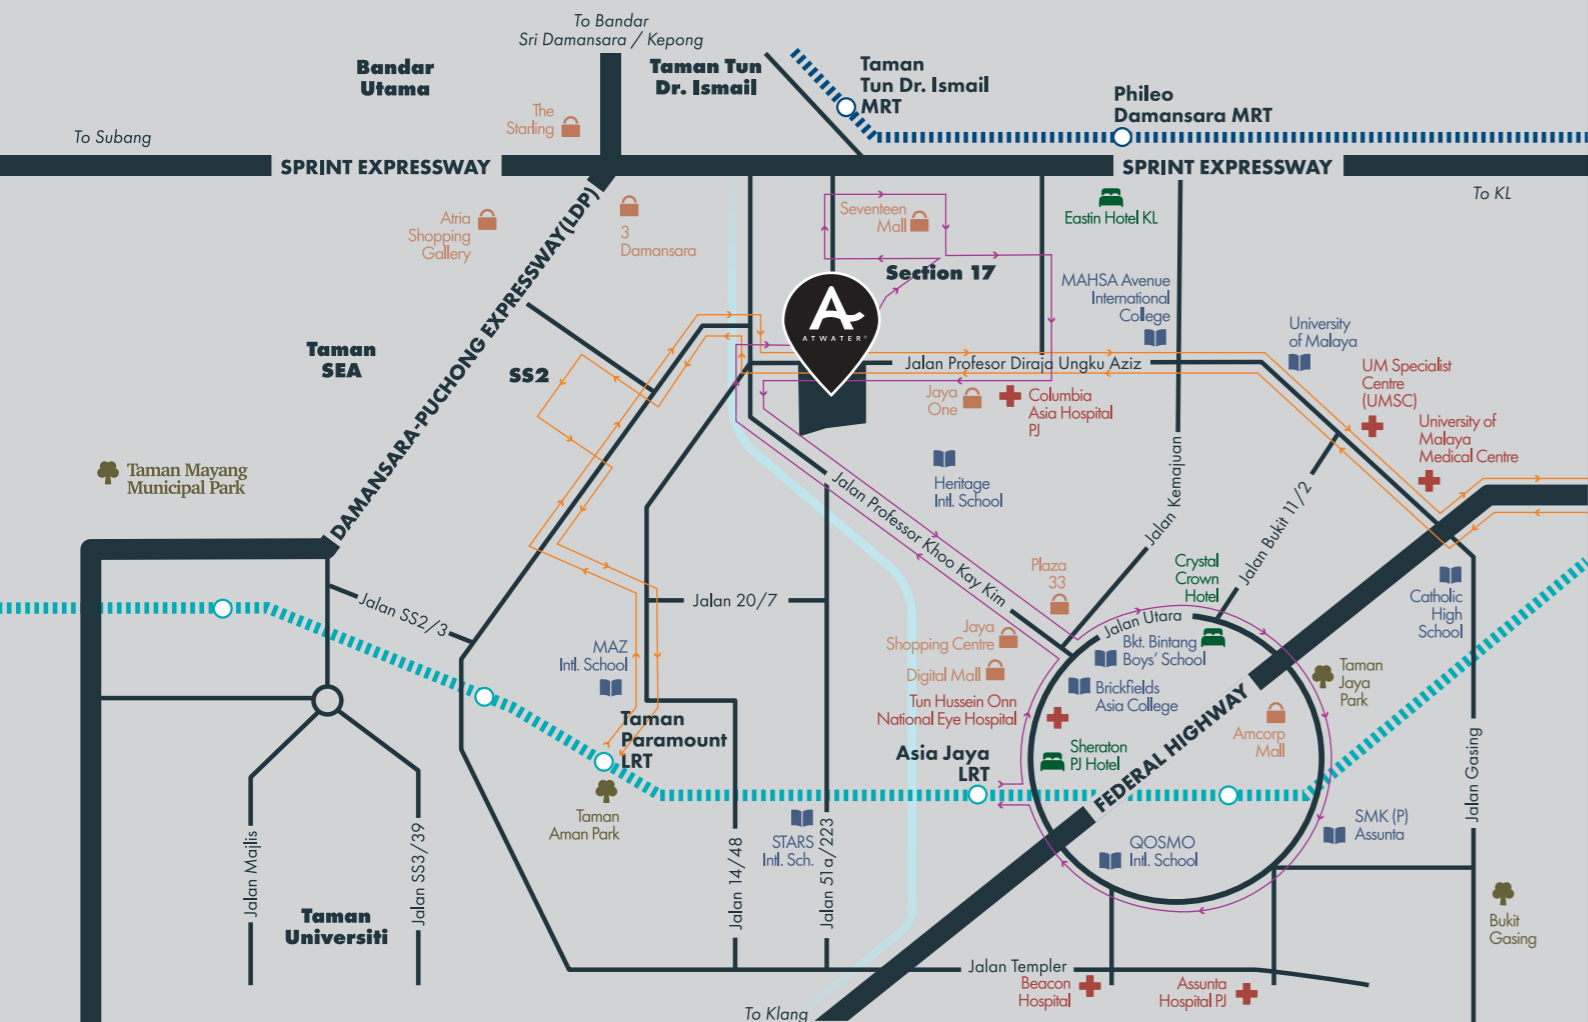 To Bandar
Sri Damansara / Kepong
Bandar
Utama
Taman Tun
Dr. Ismail
Taman
Tun Dr. Ismail
MRT
Phileo
Damansara MRT
The
Starling
To Subang
SPRINT EXPRESSWAY
SPRINT EXPRESSWAY
To KL
Atria
Shopping
Gallery
3
Damansara
DAMANSARA-PUCHONG EXPRESSWAY(LDP)
Seventeen
Mall
Section 17
Eastin Hotel KL
MAHSA Avenue
International
College
University
of Malaya
UM Specialist
Centre
(UMSC)
University of
Malaya
Medical Centre
A
ATWATER®
Taman
SEA
SS2
Jalan Profesor Diraja Ungku Aziz
Jaya
One
Columbia
Asia Hospital
PJ
Taman Mayang
Municipal Park
Heritage
Intl. School
Jalan Professor Khoo Kay Kim
Jalan Kemajuan
Jalan Bukit 11/2
Plaza
33
Crystal
Crown
Hotel
Catholic
High
School
Jalan SS2/3
Jalan 20/7
MAZ
Intl. School
Jaya
Shopping Centre
Digital Mall
Tun Hussein Onn
National Eye Hospital
Jalan Utara
Bkt. Bintang
Boys' School
Brickfields
Asia College
Taman
Jaya
Park
Amcorp
Mall
Sheraton
PJ Hotel
FEDERAL HIGHWAY
Taman
Paramount
LRT
Asia Jaya
LRT
Jalan Gasing
Taman
Aman Park
STARS
Intl. Sch.
QOSMO
Intl. School
SMK (P)
Assunta
Jalan Majlis
Jalan SS3/39
Jalan 14/48
Jalan 51a/223
Taman
Universiti
Bukit
Gasing
Jalan Templer
Beacon
Hospital
Assunta
Hospital PJ
To Klang